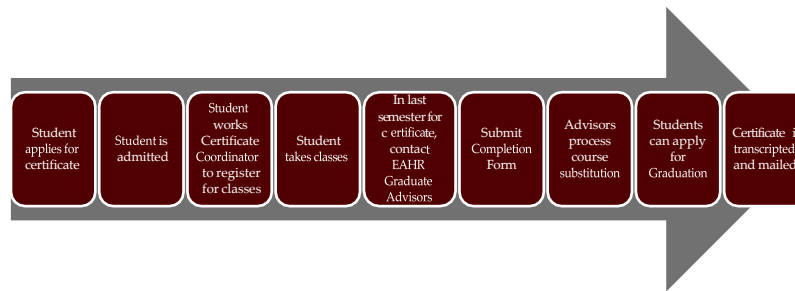 Student
applies for
certificate
Student is
admitted
Student
works
Certificate
Coordinator
to register
for classes
Student
takes classes
In last
semester for
c ertificate,
contact
EAHR
Graduate
Advisors
Submit
Completion
Form
Advisors
process
course
substitution
Students
can apply
for
Graduation
Certificate i
transcripted
and mailed